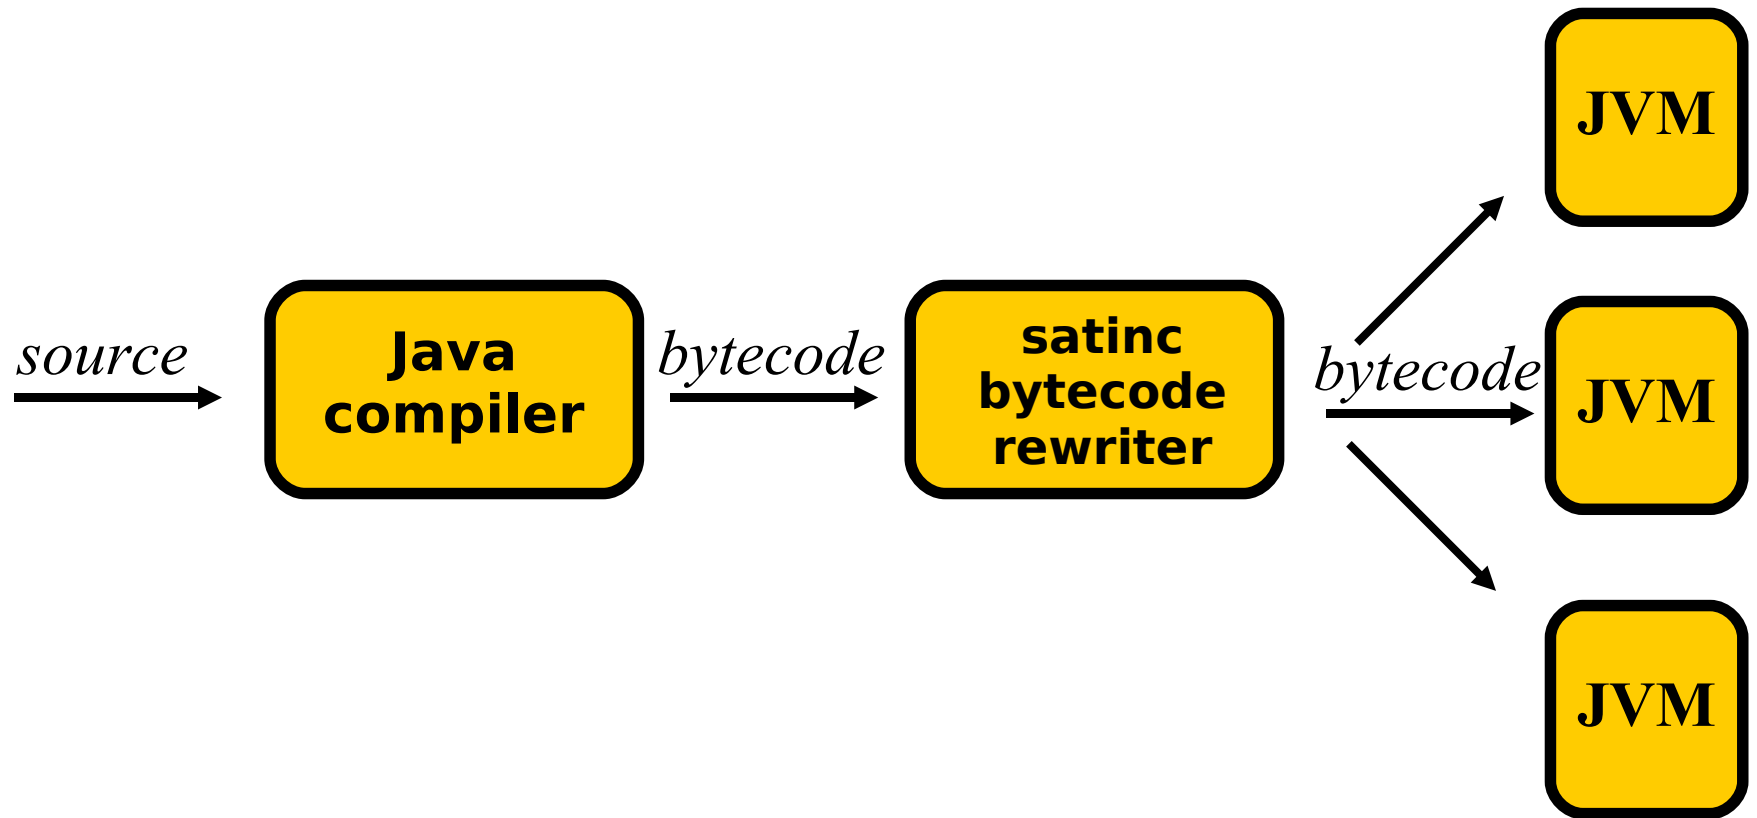 source
Java
compiler
bytecode
satinc
bytecode
rewriter
bytecode
JVM
JVM
JVM